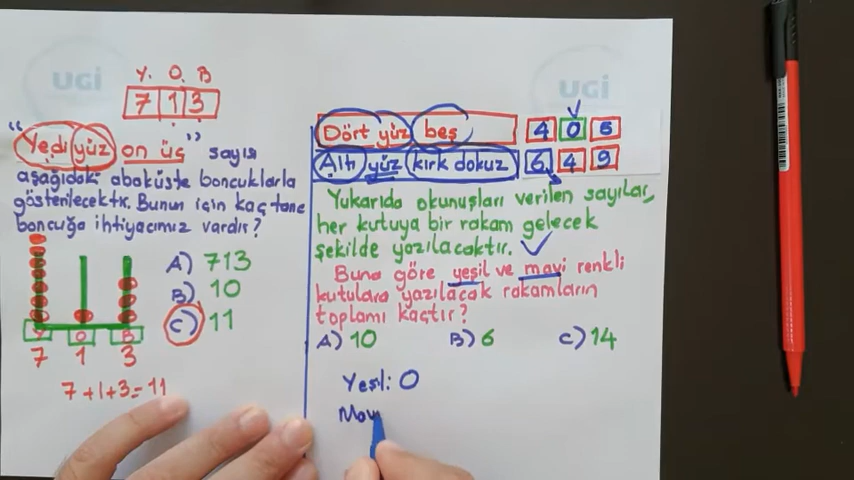 UGi
UGi
Y. O. B
7 1 3
"Yedi yüz on üç" sayısı
aşağıdaki abaküste boncuklarla
gösterilecektir. Bunun için kaç tane
boncuğa ihtiyacımız vardır?
A) 713
B) 10
C) 11
Y O B
7 1 3
7+1+3=11
Dört yüz beş 4 0 5
Altı yüz kırk dokuz 6 4 9
Yukarıda okunuşları verilen sayılar,
her kutuya bir rakam gelecek
şekilde yazılacaktır.
Buna göre yeşil ve mavi renkli
kutulara yazılacak rakamların
toplamı kaçtır?
A) 10 B) 6 C) 14
Yeşil: 0
Mav